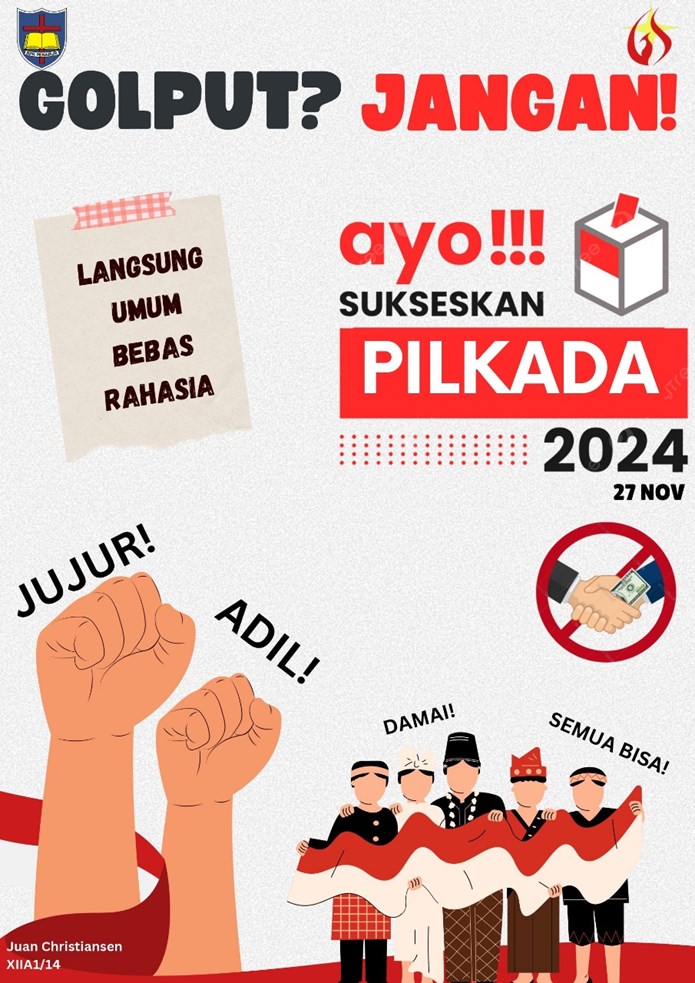 GOLPUT? JANGAN!
LANGSUNG
UMUM
BEBAS
RAHASIA
ayo!!!
SUKSESKAN
PILKADA
2024
27 NOV
JUJUR!
ADIL!
DAMAI!
SEMUA BISA!
Juan Christiansen
XIIA1/14